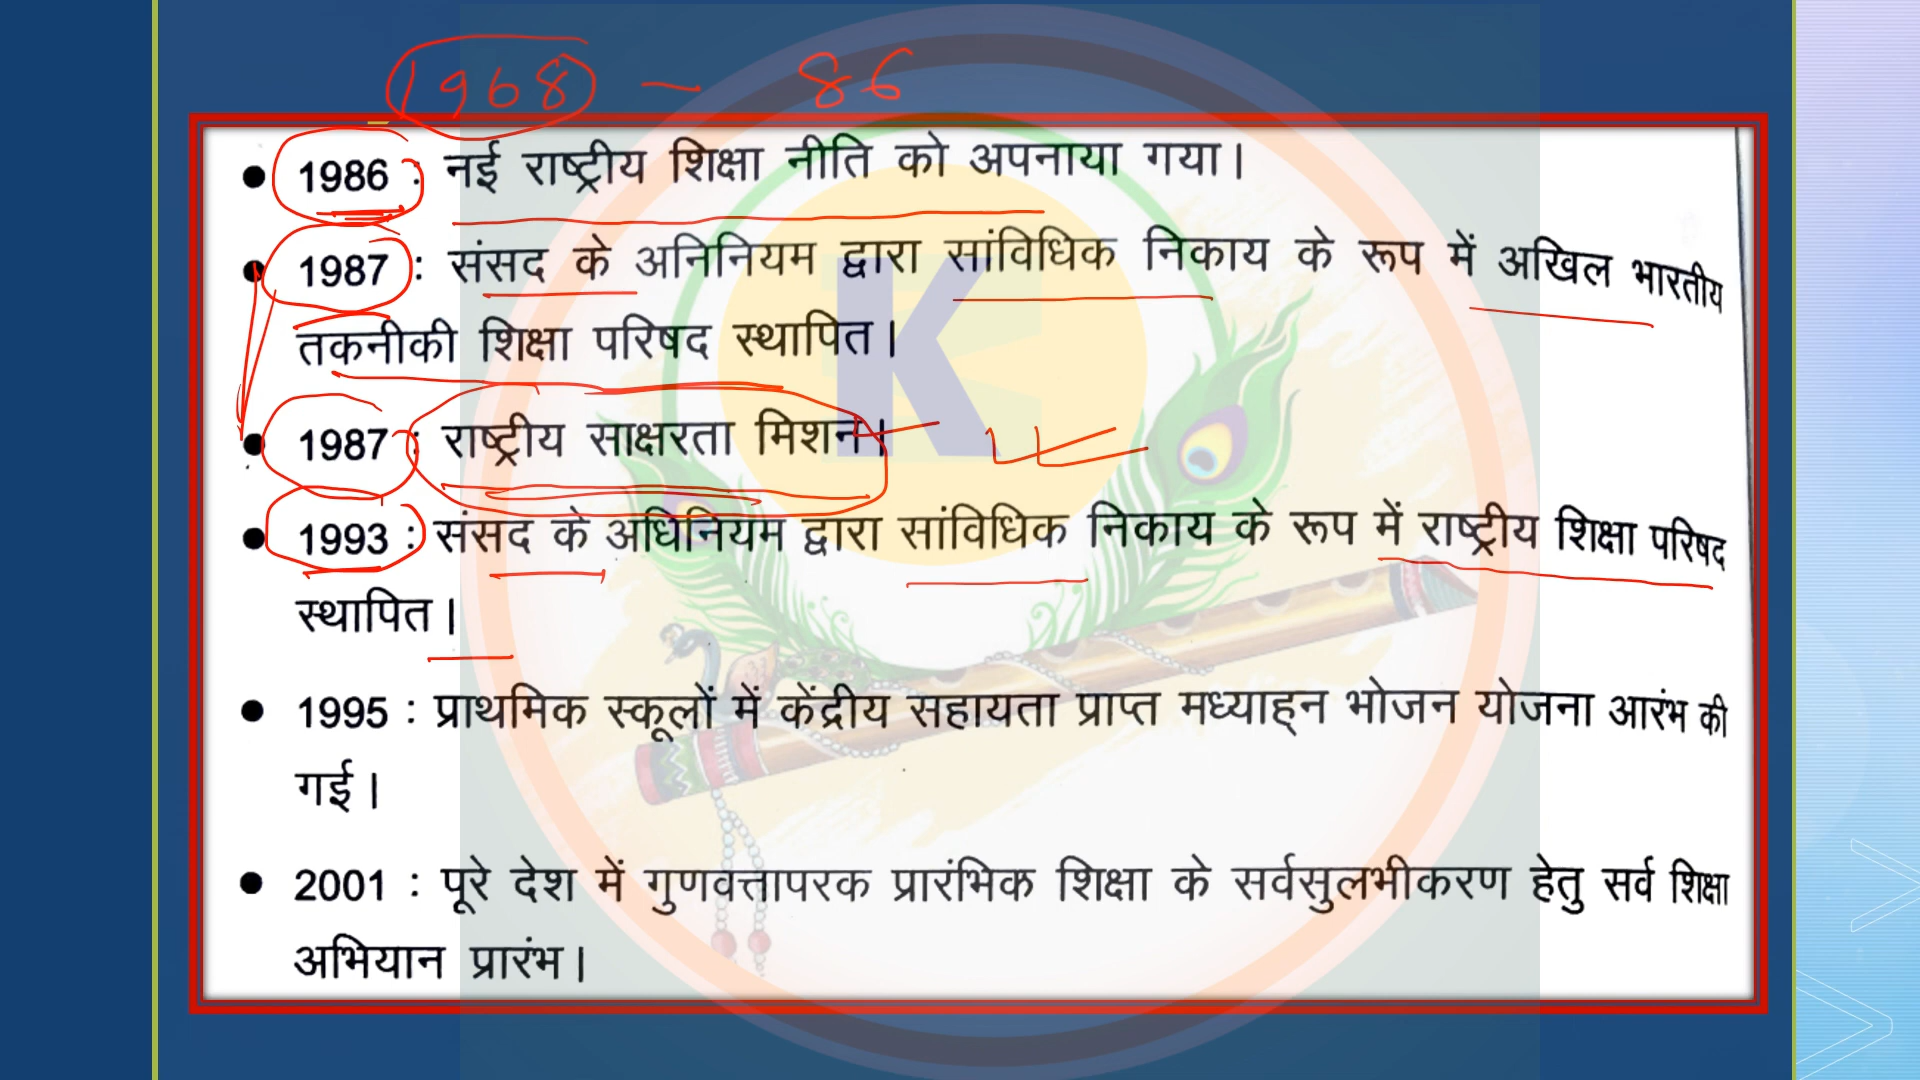 1968 – 86
● 1986 : नई राष्ट्रीय शिक्षा नीति को अपनाया गया।
● 1987 : संसद के अनिनियम द्वारा सांविधिक निकाय के रूप में अखिल भारतीय
तकनीकी शिक्षा परिषद स्थापित।
● 1987 : राष्ट्रीय साक्षरता मिशन।
● 1993 : संसद के अधिनियम द्वारा सांविधिक निकाय के रूप में राष्ट्रीय शिक्षा परिषद
स्थापित।
● 1995 : प्राथमिक स्कूलों में केंद्रीय सहायता प्राप्त मध्याह्न भोजन योजना आरंभ की
गई।
● 2001 : पूरे देश में गुणवत्तापरक प्रारंभिक शिक्षा के सर्वसुलभीकरण हेतु सर्व शिक्षा
अभियान प्रारंभ।
K